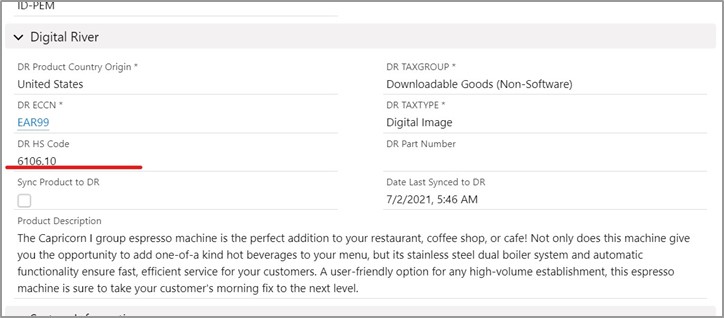 ID-PEM
Digital River
DR Product Country Origin *
United States
DR TAXGROUP *
Downloadable Goods (Non-Software)
DR ECCN *
EAR99
DR TAXTYPE *
Digital Image
DR HS Code
6106.10
DR Part Number
Sync Product to DR
Date Last Synced to DR
7/2/2021, 5:46 AM
Product Description
The Capricorn I group espresso machine is the perfect addition to your restaurant, coffee shop, or cafe! Not only does this machine give
you the opportunity to add one-of-a kind hot beverages to your menu, but its stainless steel dual boiler system and automatic
functionality ensure fast, efficient service for your customers. A user-friendly option for any high-volume establishment, this espresso
machine is sure to take your customer's morning fix to the next level.